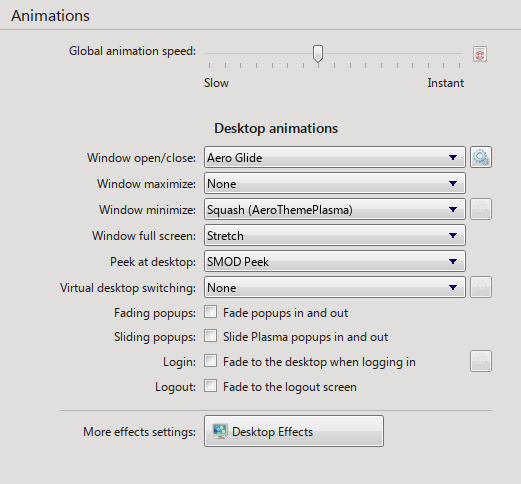 Animations
Global animation speed:
Slow Instant
Desktop animations
Window open/close: Aero Glide
Window maximize: None
Window minimize: Squash (AeroThemePlasma)
Window full screen: Stretch
Peek at desktop: SMOD Peek
Virtual desktop switching: None
Fading popups: Fade popups in and out
Sliding popups: Slide Plasma popups in and out
Login: Fade to the desktop when logging in
Logout: Fade to the logout screen
More effects settings: Desktop Effects